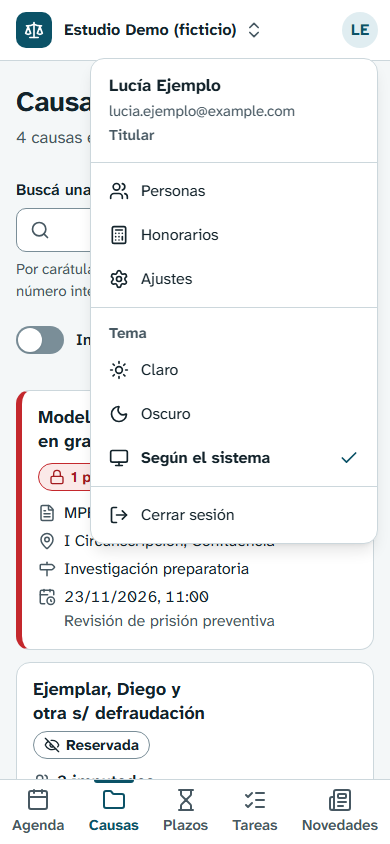 Estudio Demo (ficticio)
LE
Lucía Ejemplo
lucia.ejemplo@example.com
Titular
Personas
Honorarios
Ajustes
Tema
Claro
Oscuro
Según el sistema
Cerrar sesión
Causa
4 causas
Buscá una
Por carátula
número
Model
en gra
1
MPF
I Circunscripción, Confluencia
Investigación preparatoria
23/11/2026, 11:00
Revisión de prisión preventiva
Ejemplar, Diego y
otra s/ defraudación
Reservada
Agenda
Causas
Plazos
Tareas
Novedades